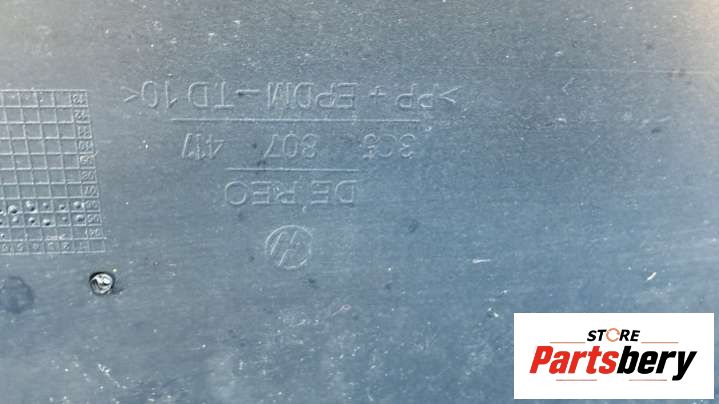 DE REO
3C5 807 417
>PP + EPDM - TD10<
STORE
Partsbery